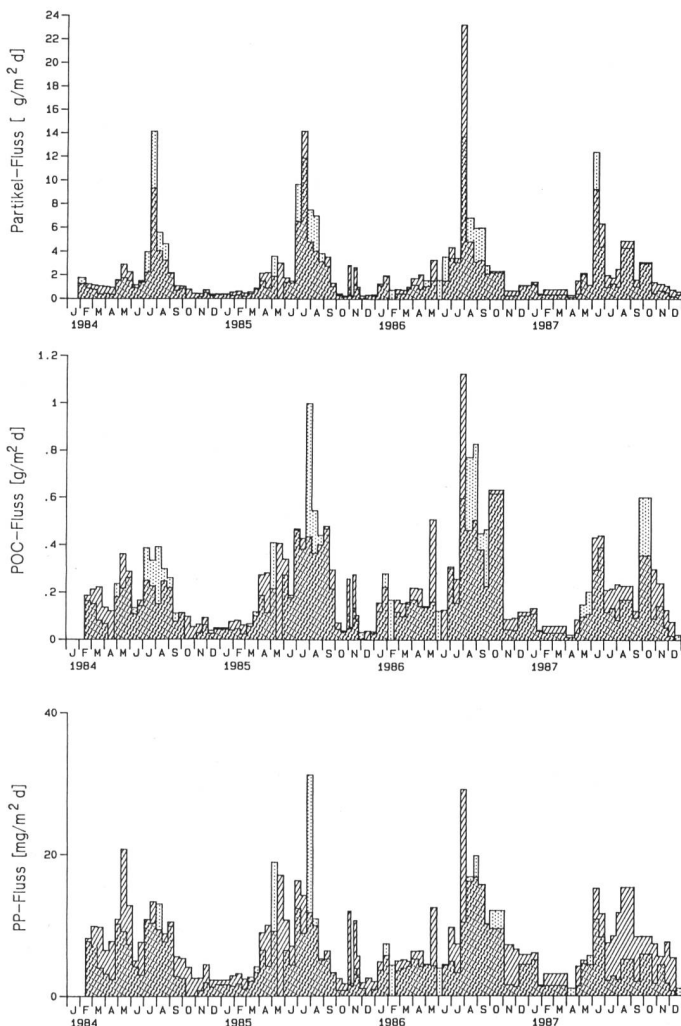 Partikel-Fluss [ g/m² d]
24
22
20
18
16
14
12
10
8
6
4
2
0
J F M A M J J A S O N D J F M A M J J A S O N D J F M A M J J A S O N D J F M A M J J A S O N D
1984 1985 1986 1987
POC-Fluss [g/m² d]
1.2
1
.8
.6
.4
.2
0
J F M A M J J A S O N D J F M A M J J A S O N D J F M A M J J A S O N D J F M A M J J A S O N D
1984 1985 1986 1987
PP-Fluss [mg/m² d]
40
20
0
J F M A M J J A S O N D J F M A M J J A S O N D J F M A M J J A S O N D J F M A M J J A S O N D
1984 1985 1986 1987